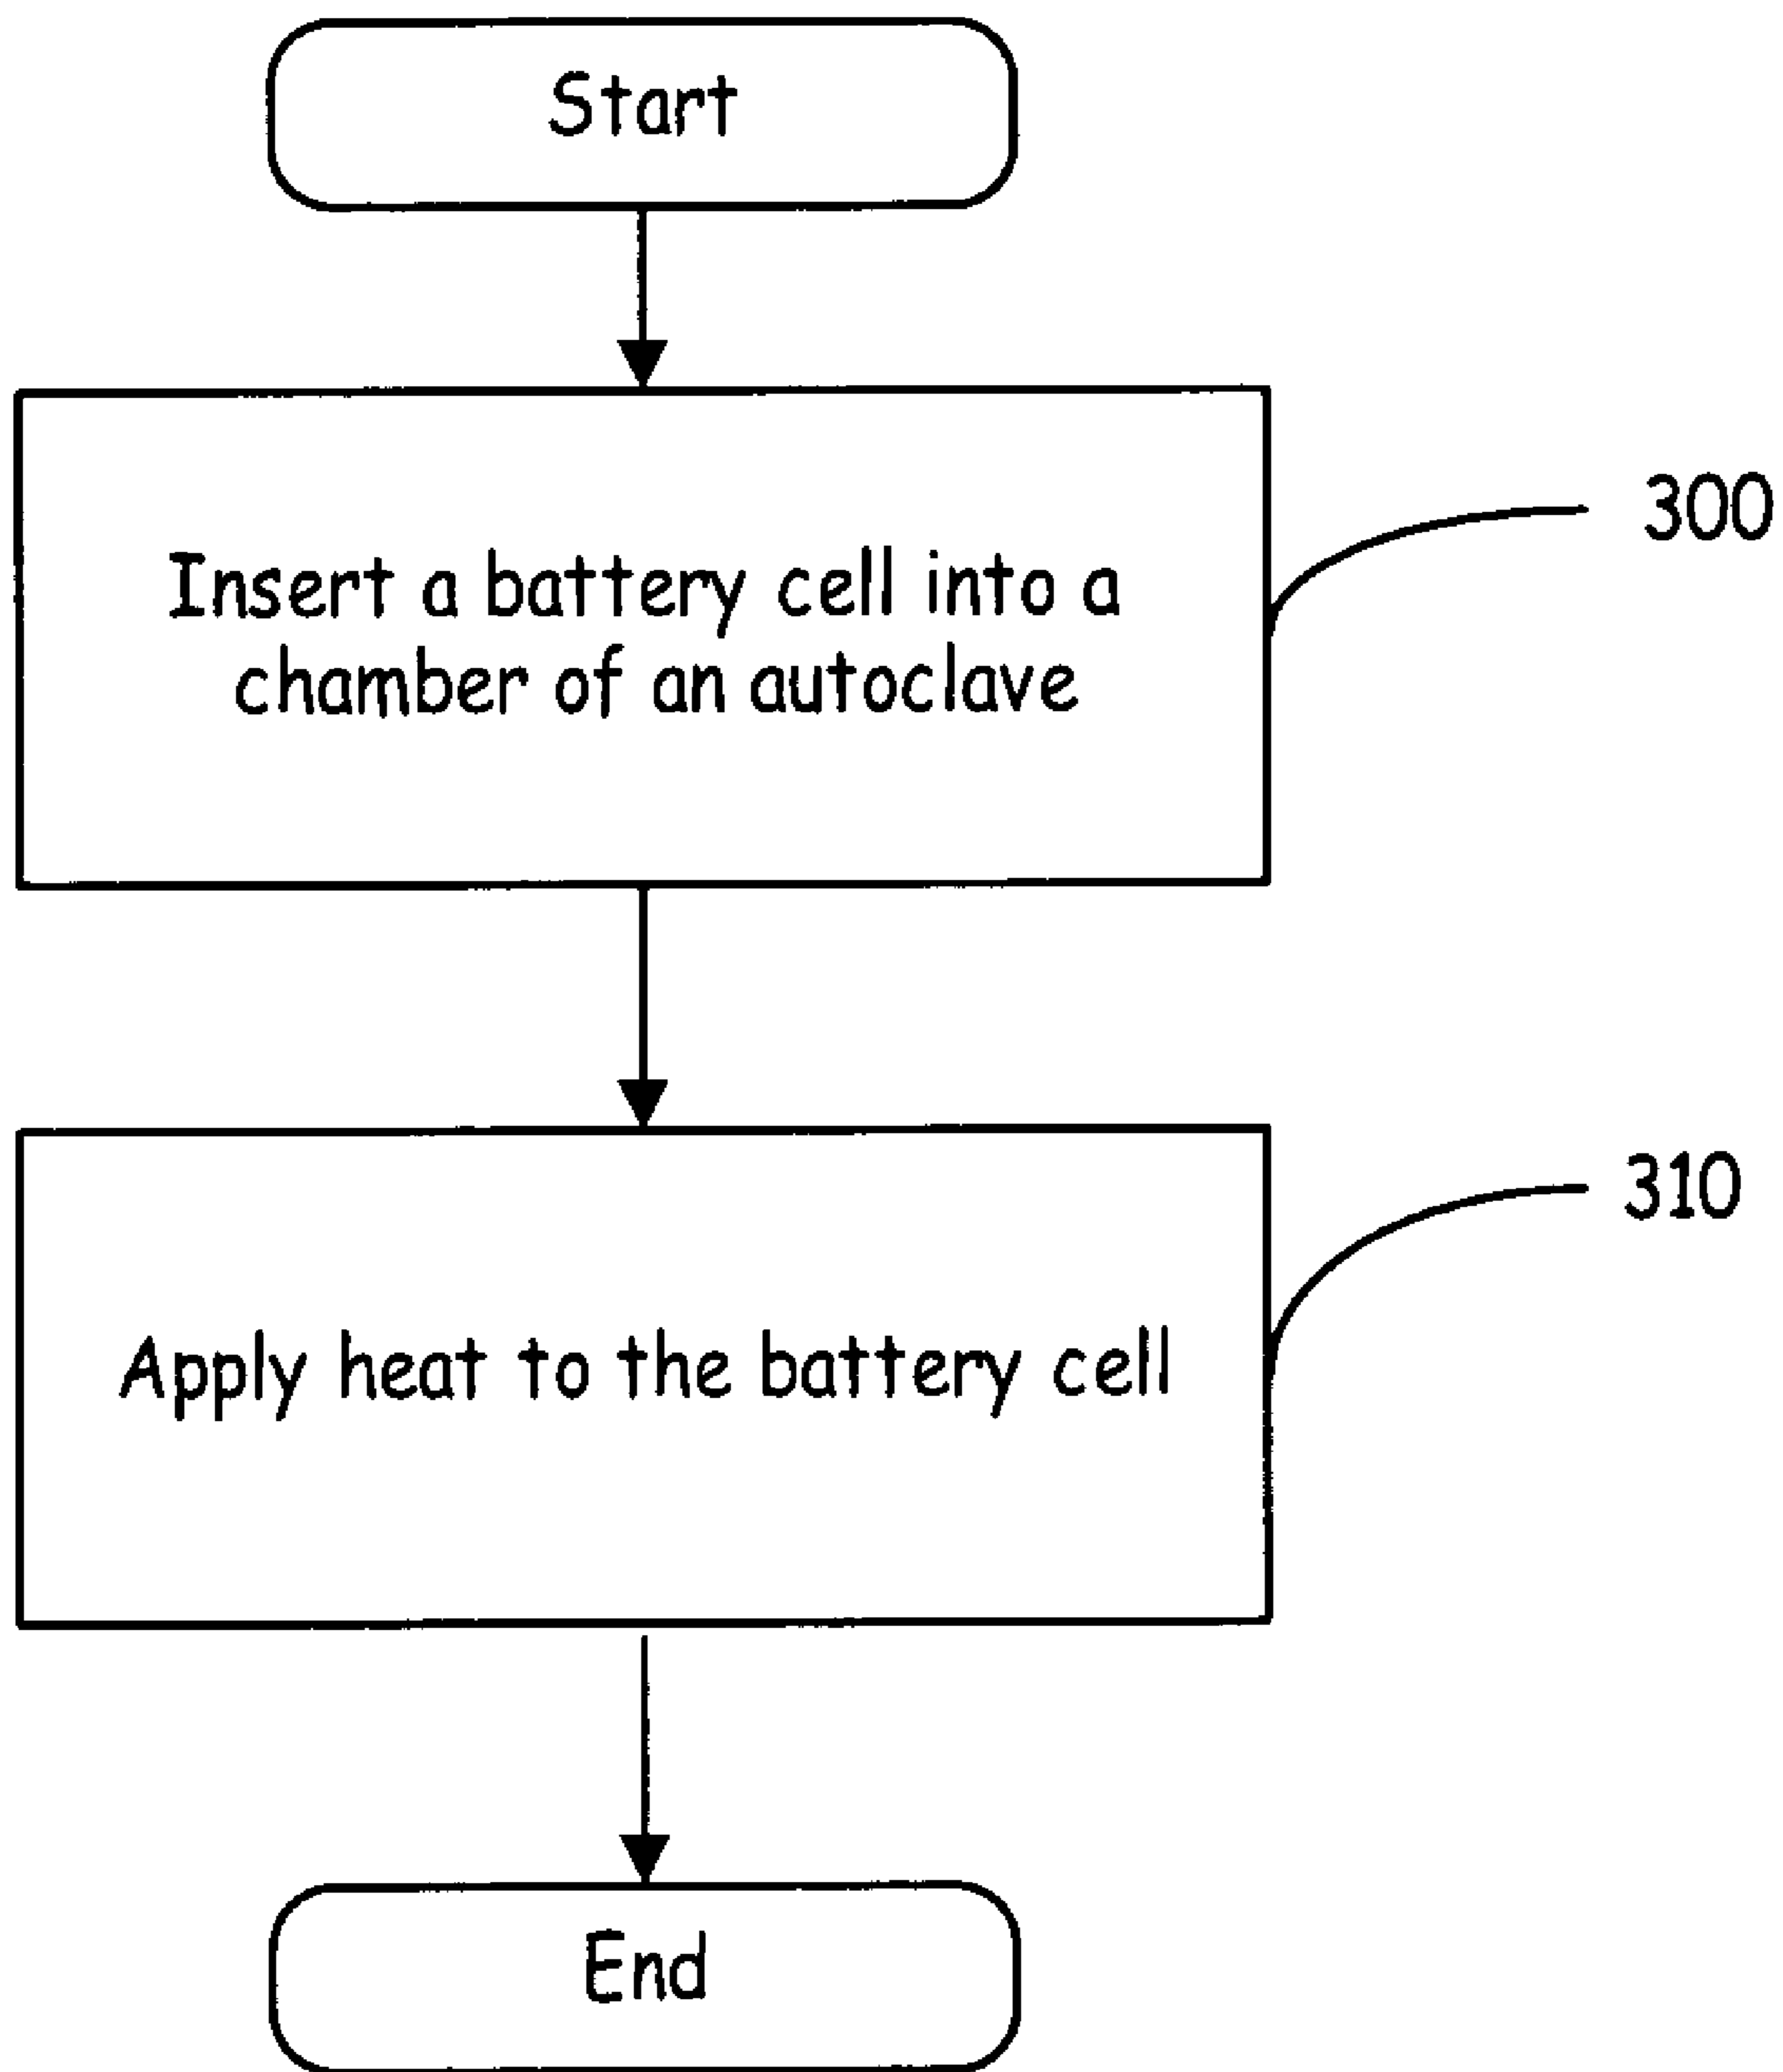 Start
300
Insert a battery cell into a
chamber of an autoclave
310
Apply heat to the battery cell
End